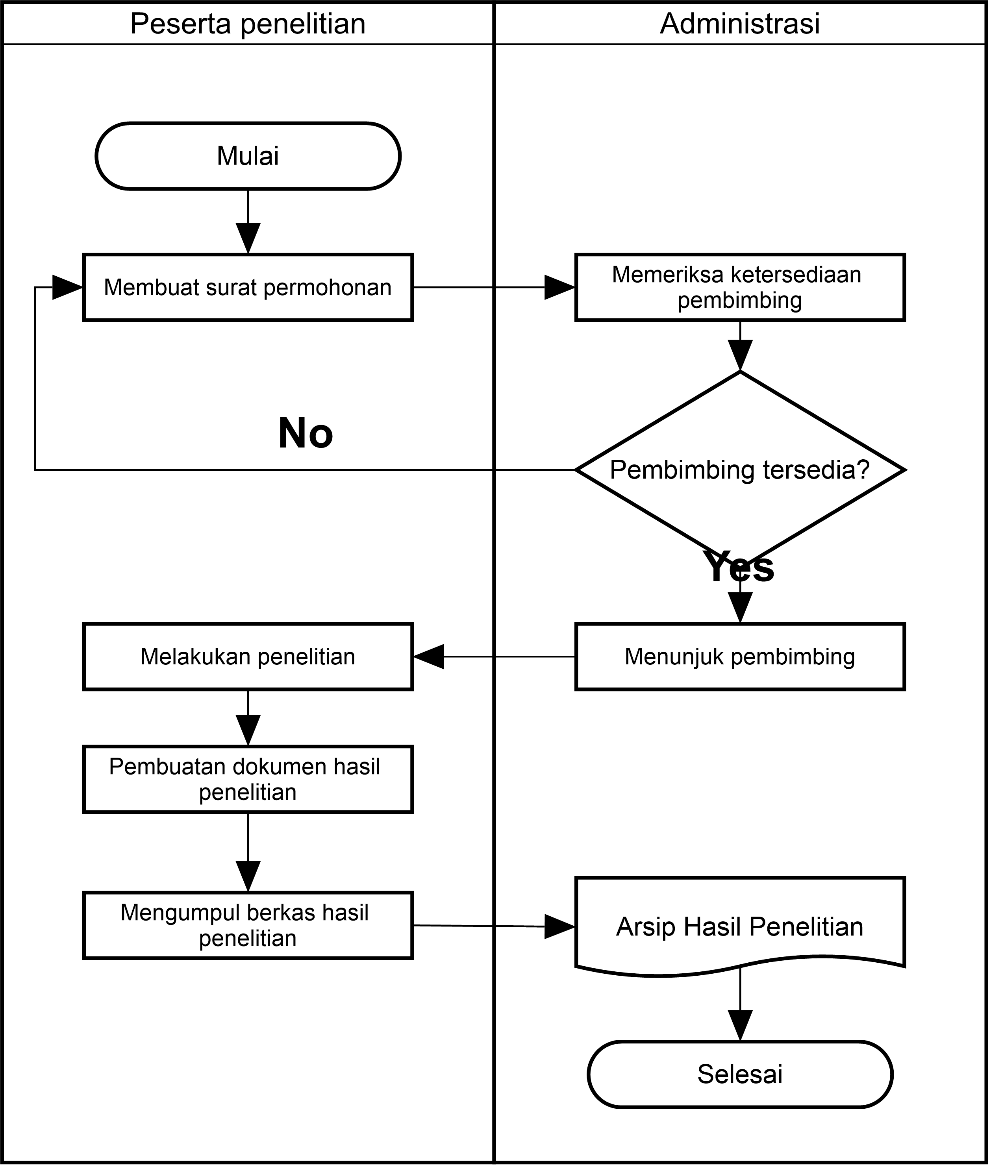 Peserta penelitian
Administrasi
Mulai
Membuat surat permohonan
Memeriksa ketersediaan
pembimbing
No
Pembimbing tersedia?
Yes
Menunjuk pembimbing
Melakukan penelitian
Pembuatan dokumen hasil
penelitian
Mengumpul berkas hasil
penelitian
Arsip Hasil Penelitian
Selesai